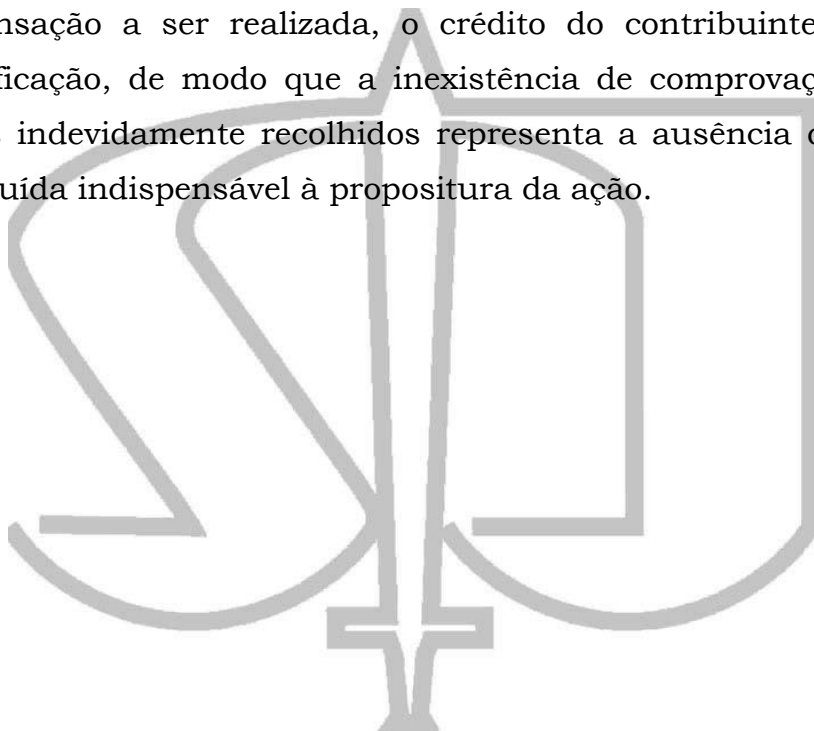 nsação a ser realizada, o crédito do contribuinte
ficação, de modo que a inexistência de comprovaç
indevidamente recolhidos representa a ausência
uída indispensável à propositura da ação.